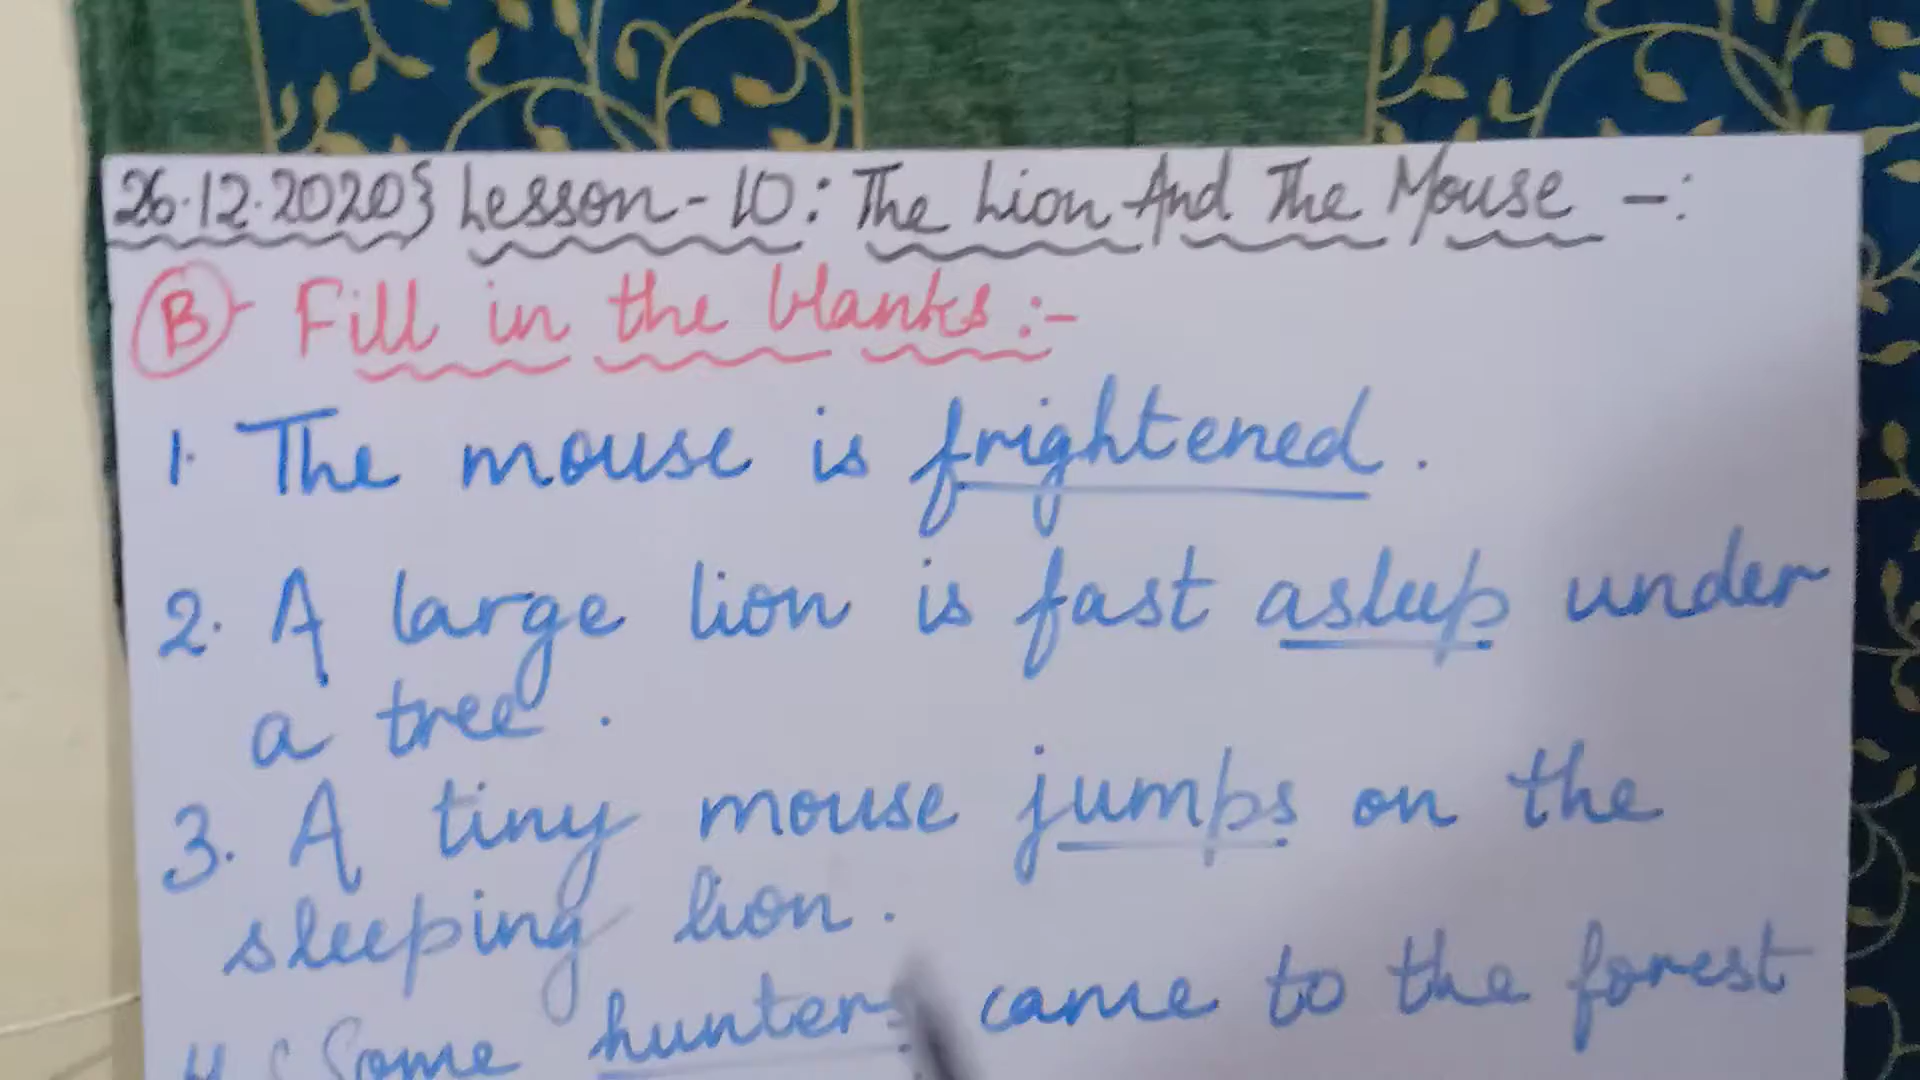 26.12.2020} Lesson-10: The Lion And The Mouse -:
B Fill in the blanks:-
1. The mouse is frightened.
2. A large lion is fast asleep under
a tree.
3. A tiny mouse jumps on the
sleeping lion.
4. Some hunters came to the forest